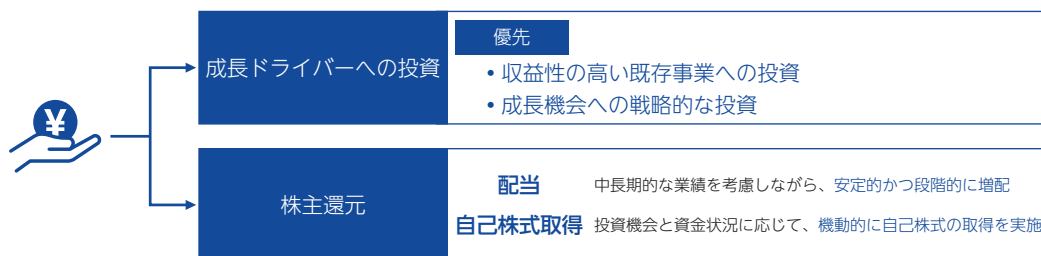 ¥
成長ドライバーへの投資
優先
• 収益性の高い既存事業への投資
• 成長機会への戦略的な投資
株主還元
配当 中長期的な業績を考慮しながら、安定的かつ段階的に増配
自己株式取得 投資機会と資金状況に応じて、機動的に自己株式の取得を実施